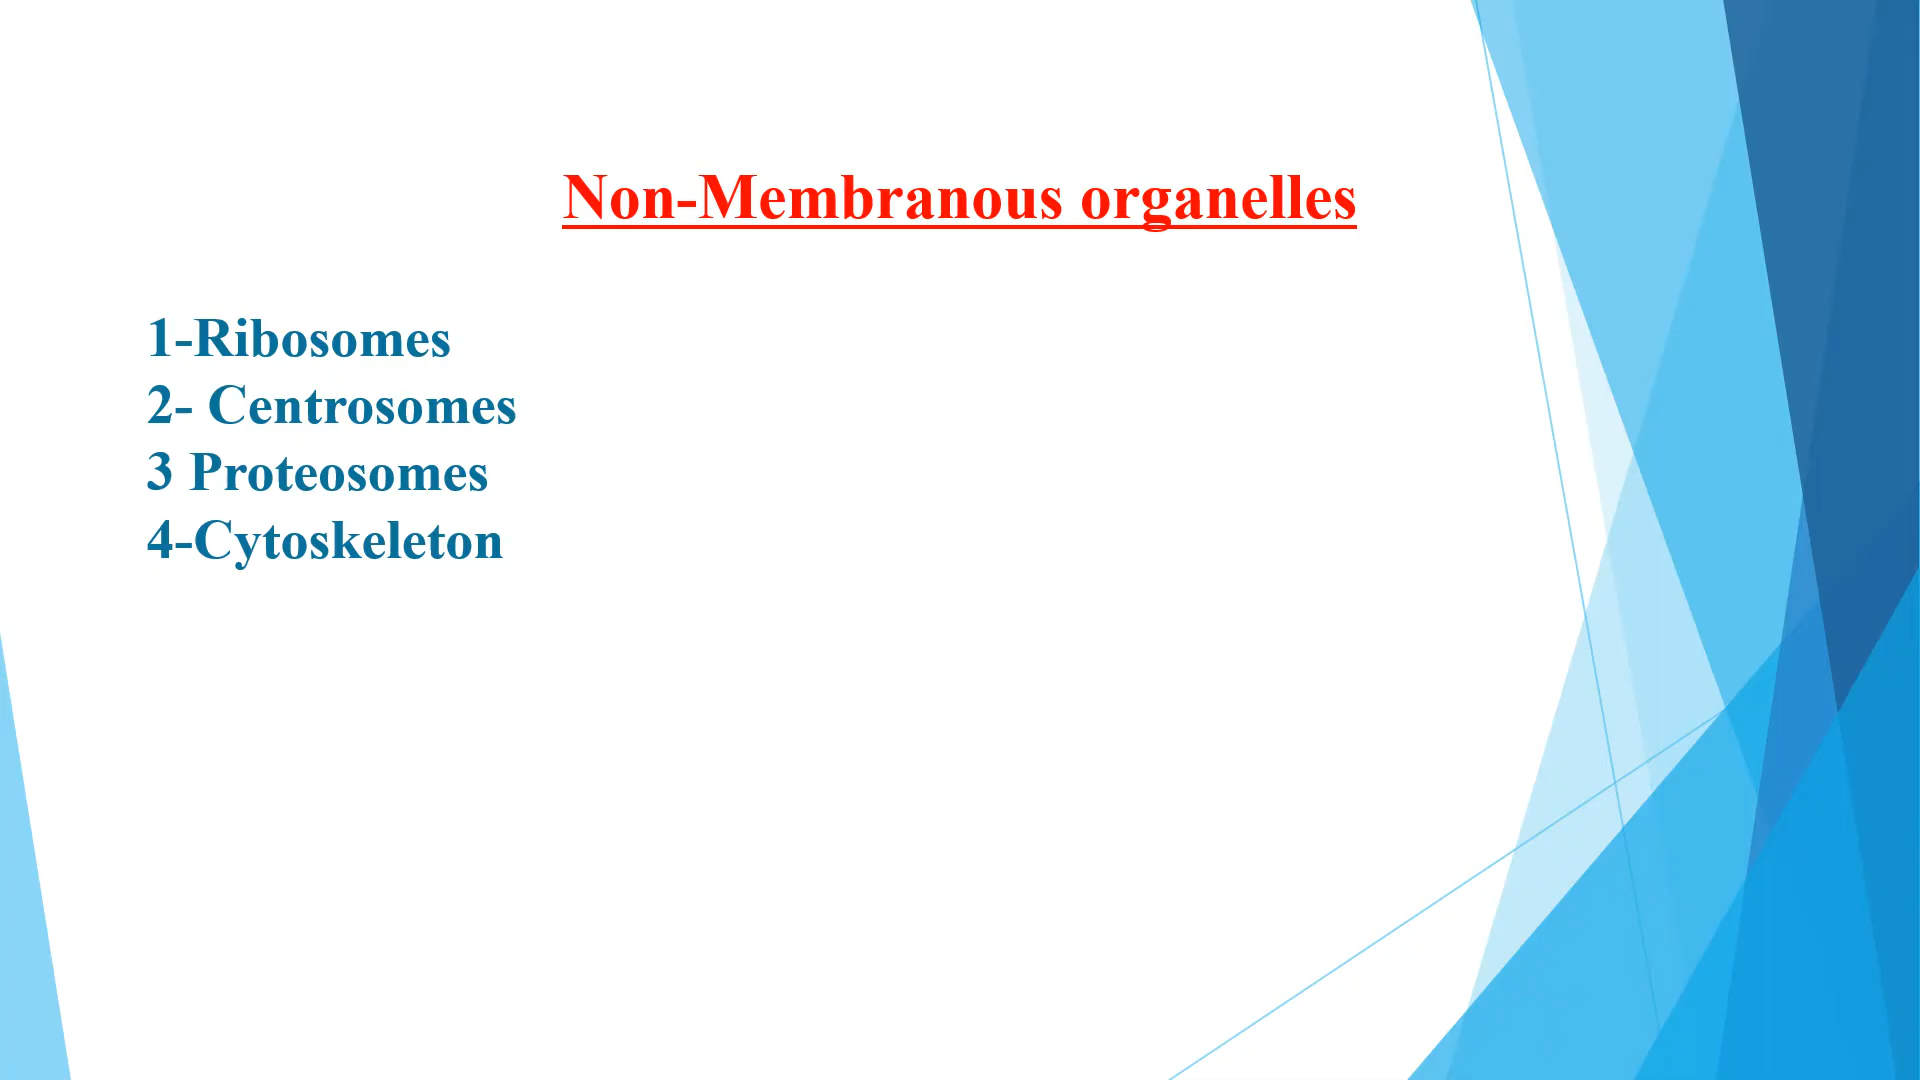 Non-Membranous organelles
1-Ribosomes
2- Centrosomes
3 Proteosomes
4-Cytoskeleton